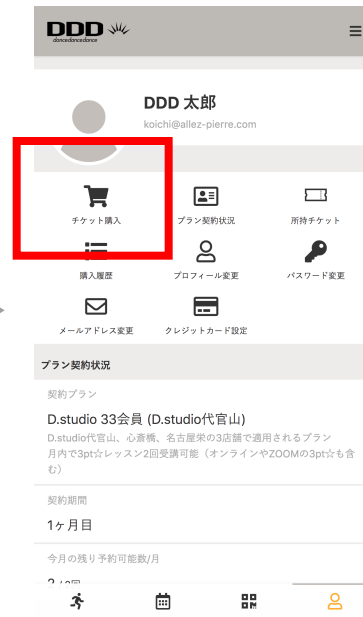 DDD
dancedancedance
DDD 太郎
koichi@allez-pierre.com
チケット購入
プラン契約状況
所持チケット
購入履歴
プロフィール変更
パスワード変更
メールアドレス変更
クレジットカード設定
プラン契約状況
契約プラン
D.studio 33会員 (D.studio代官山)
D.studio代官山、心斎橋、名古屋栄の3店舗で適用されるプラン
月内で3pt☆レッスン2回受講可能（オンラインやZOOMの3pt☆も含
む）
契約期間
1ヶ月目
今月の残り予約可能数/月